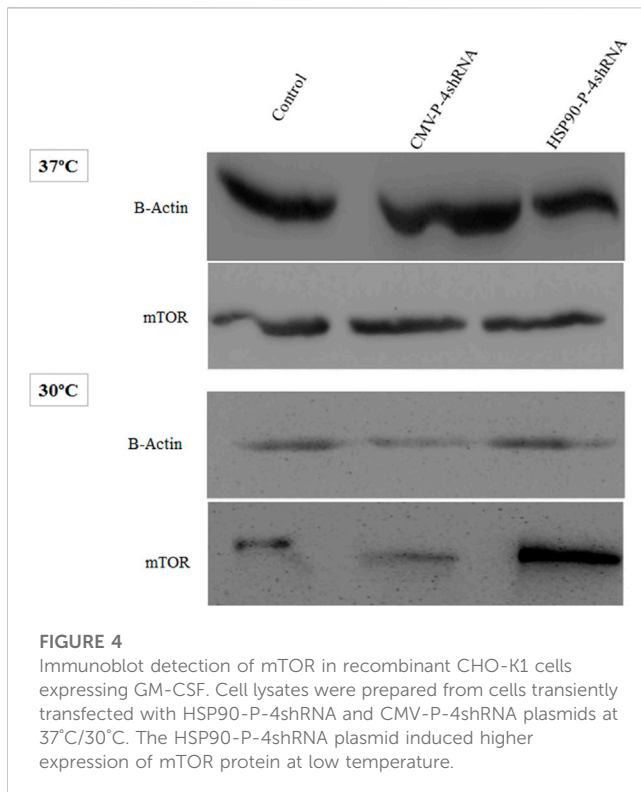 Control
CMV-P-4shRNA
HSP90-P-4shRNA
37ºC
B-Actin
mTOR
30ºC
B-Actin
mTOR
FIGURE 4
Immunoblot detection of mTOR in recombinant CHO-K1 cells
expressing GM-CSF. Cell lysates were prepared from cells transiently
transfected with HSP90-P-4shRNA and CMV-P-4shRNA plasmids at
37°C/30°C. The HSP90-P-4shRNA plasmid induced higher
expression of mTOR protein at low temperature.